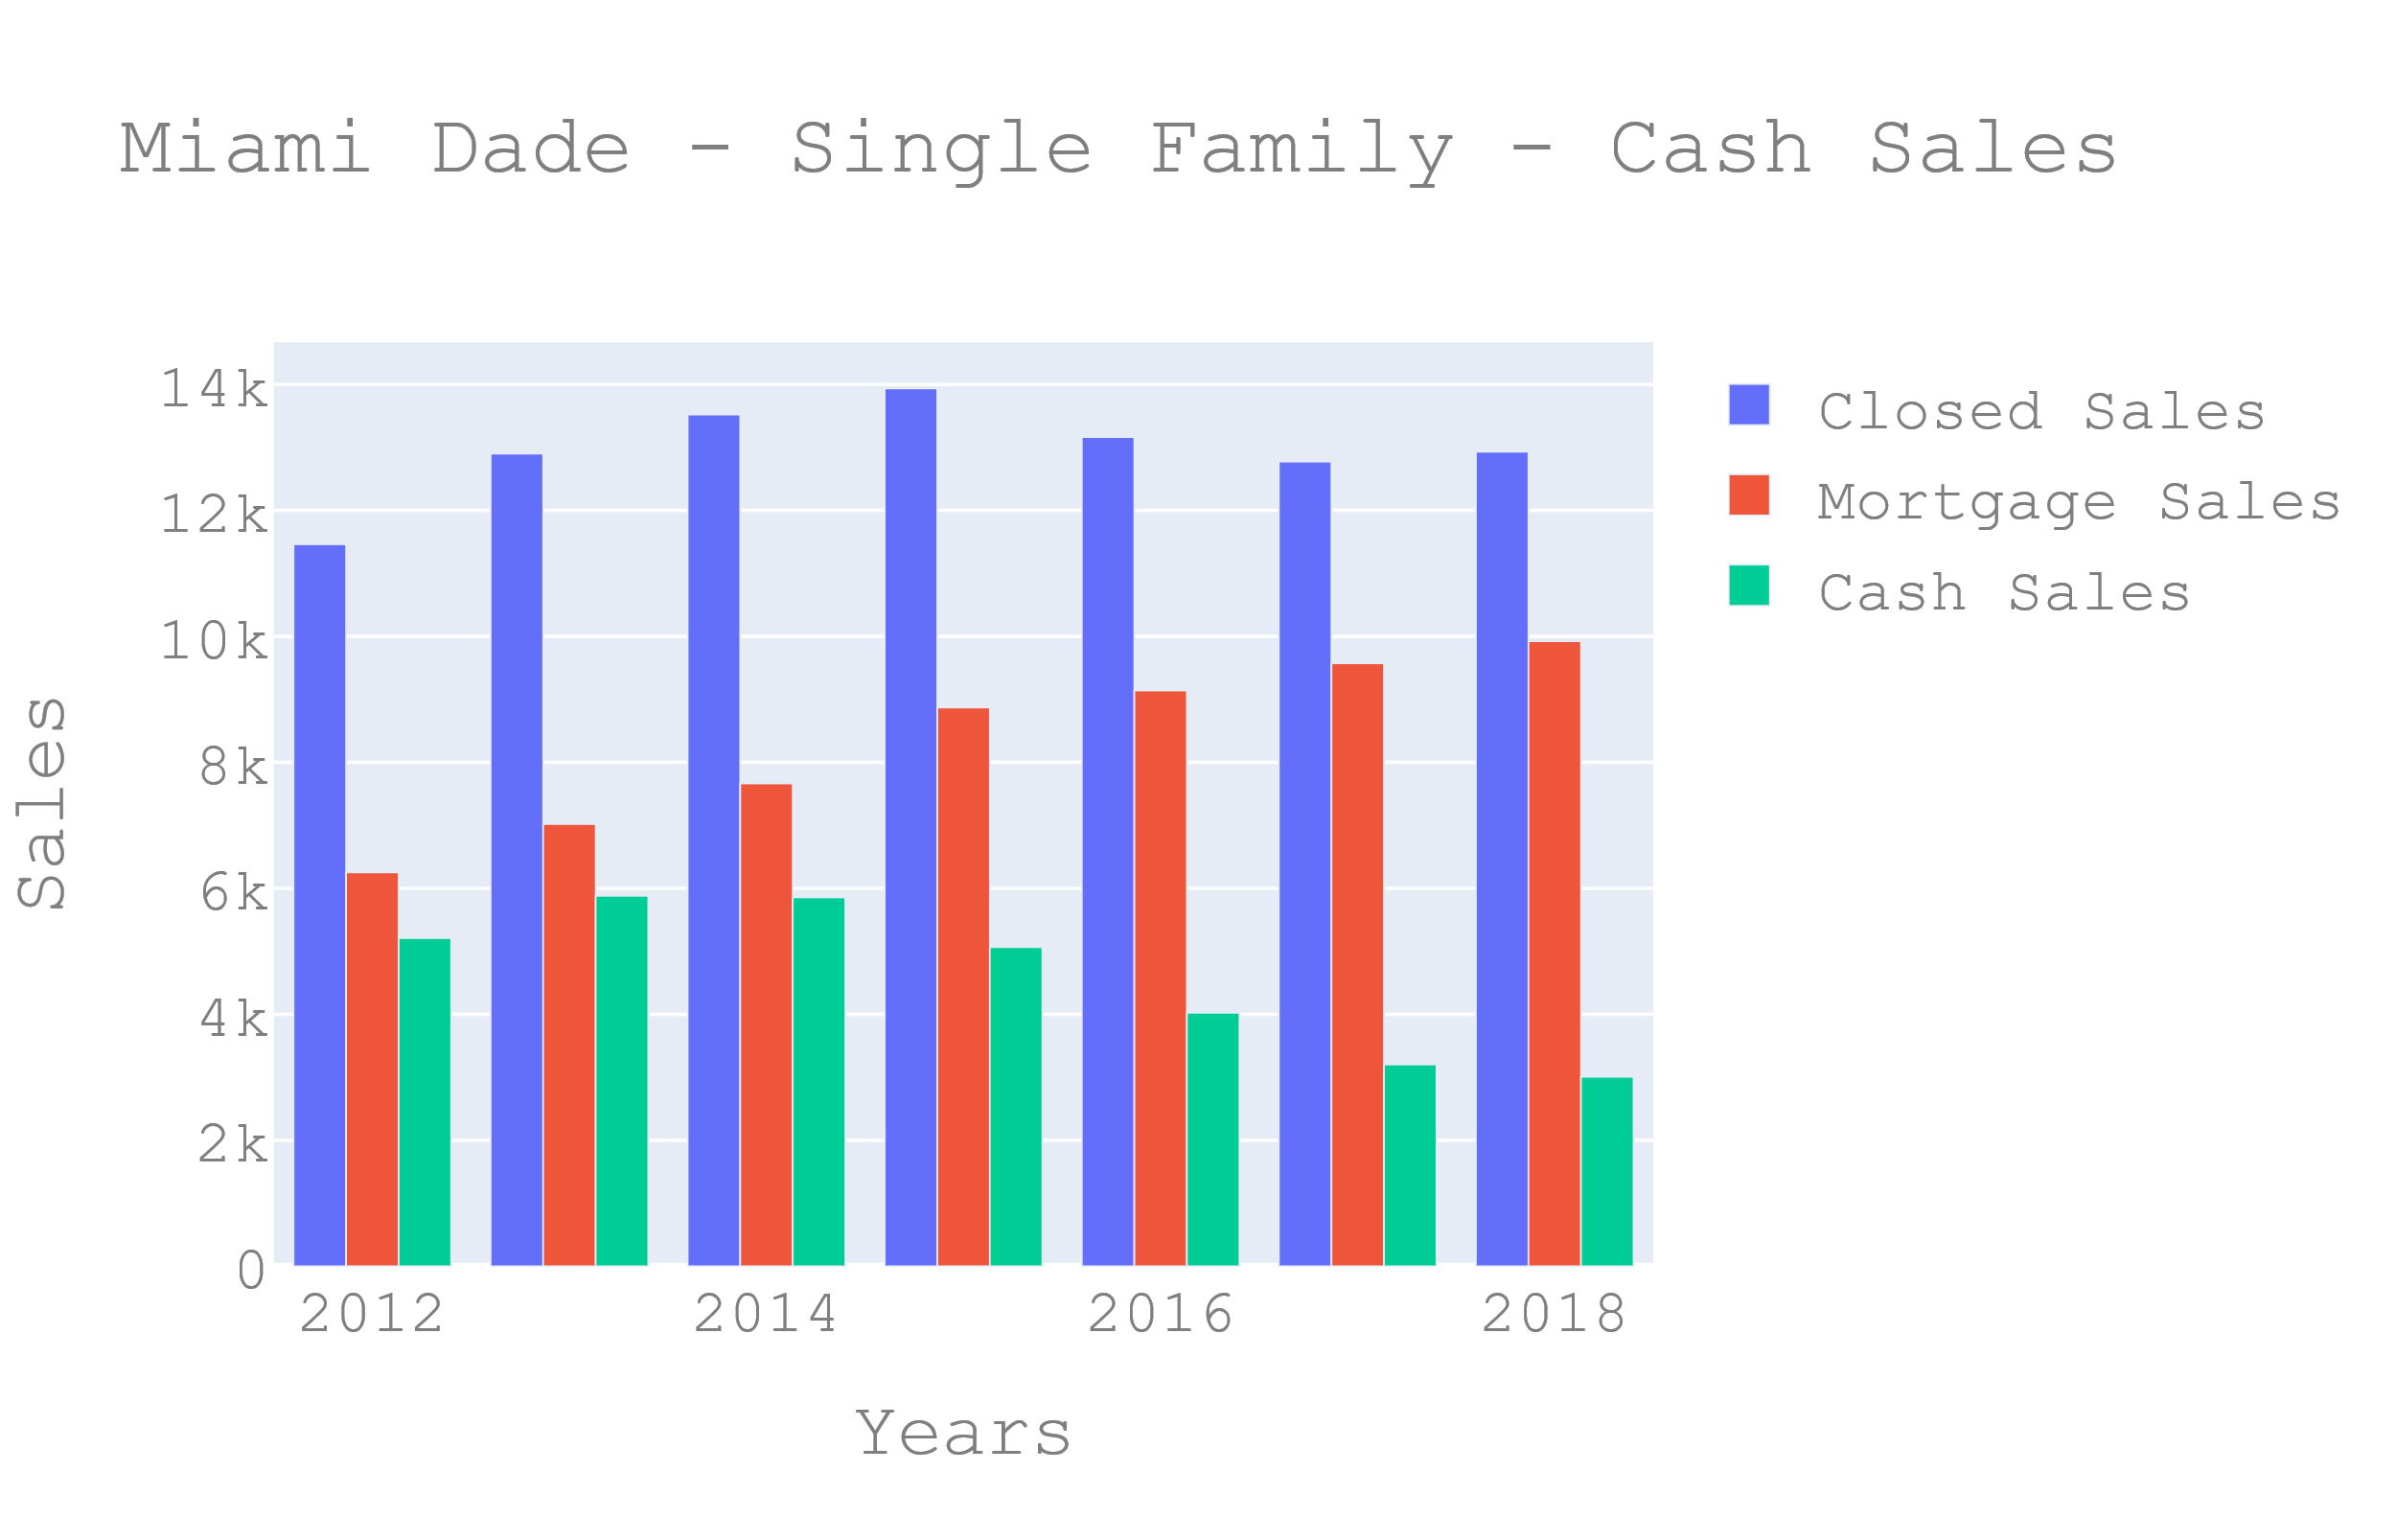 Miami Dade – Single Family - Cash Sales
14k
12k
10k
8k
6k
4k
2k
0
Sales
2012 2014 2016 2018
Years
Closed Sales
Mortgage Sales
Cash Sales